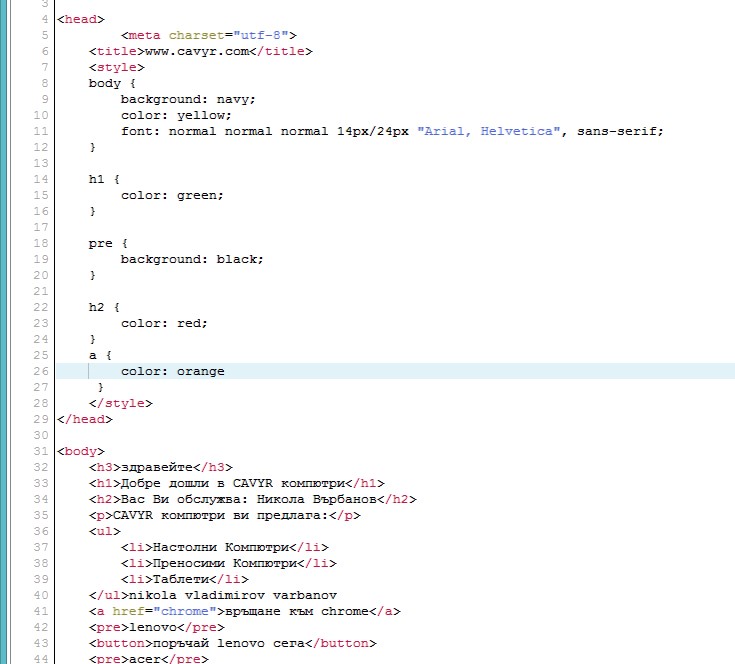 3
4 <head>
5 <meta charset="utf-8">
6 <title>www.cavyr.com</title>
7 <style>
8 body {
9 background: navy;
10 color: yellow;
11 font: normal normal normal 14px/24px "Arial, Helvetica", sans-serif;
12 }
13
14 h1 {
15 color: green;
16 }
17
18 pre {
19 background: black;
20 }
21
22 h2 {
23 color: red;
24 }
25 a {
26 color: orange
27 }
28 </style>
29 </head>
30
31 <body>
32 <h3>здравейте</h3>
33 <h1>Добре дошли в CAVYR компютри</h1>
34 <h2>Вас Ви обслужва: Никола Върбанов</h2>
35 <p>CAVYR компютри ви предлага:</p>
36 <ul>
37 <li>Настолни Компютри</li>
38 <li>Преносими Компютри</li>
39 <li>Таблети</li>
40 </ul>nikola vladimirov varbanov
41 <a href="chrome">връщане към chrome</a>
42 <pre>lenovo</pre>
43 <button>поръчай lenovo сега</button>
44 <pre>acer</pre>